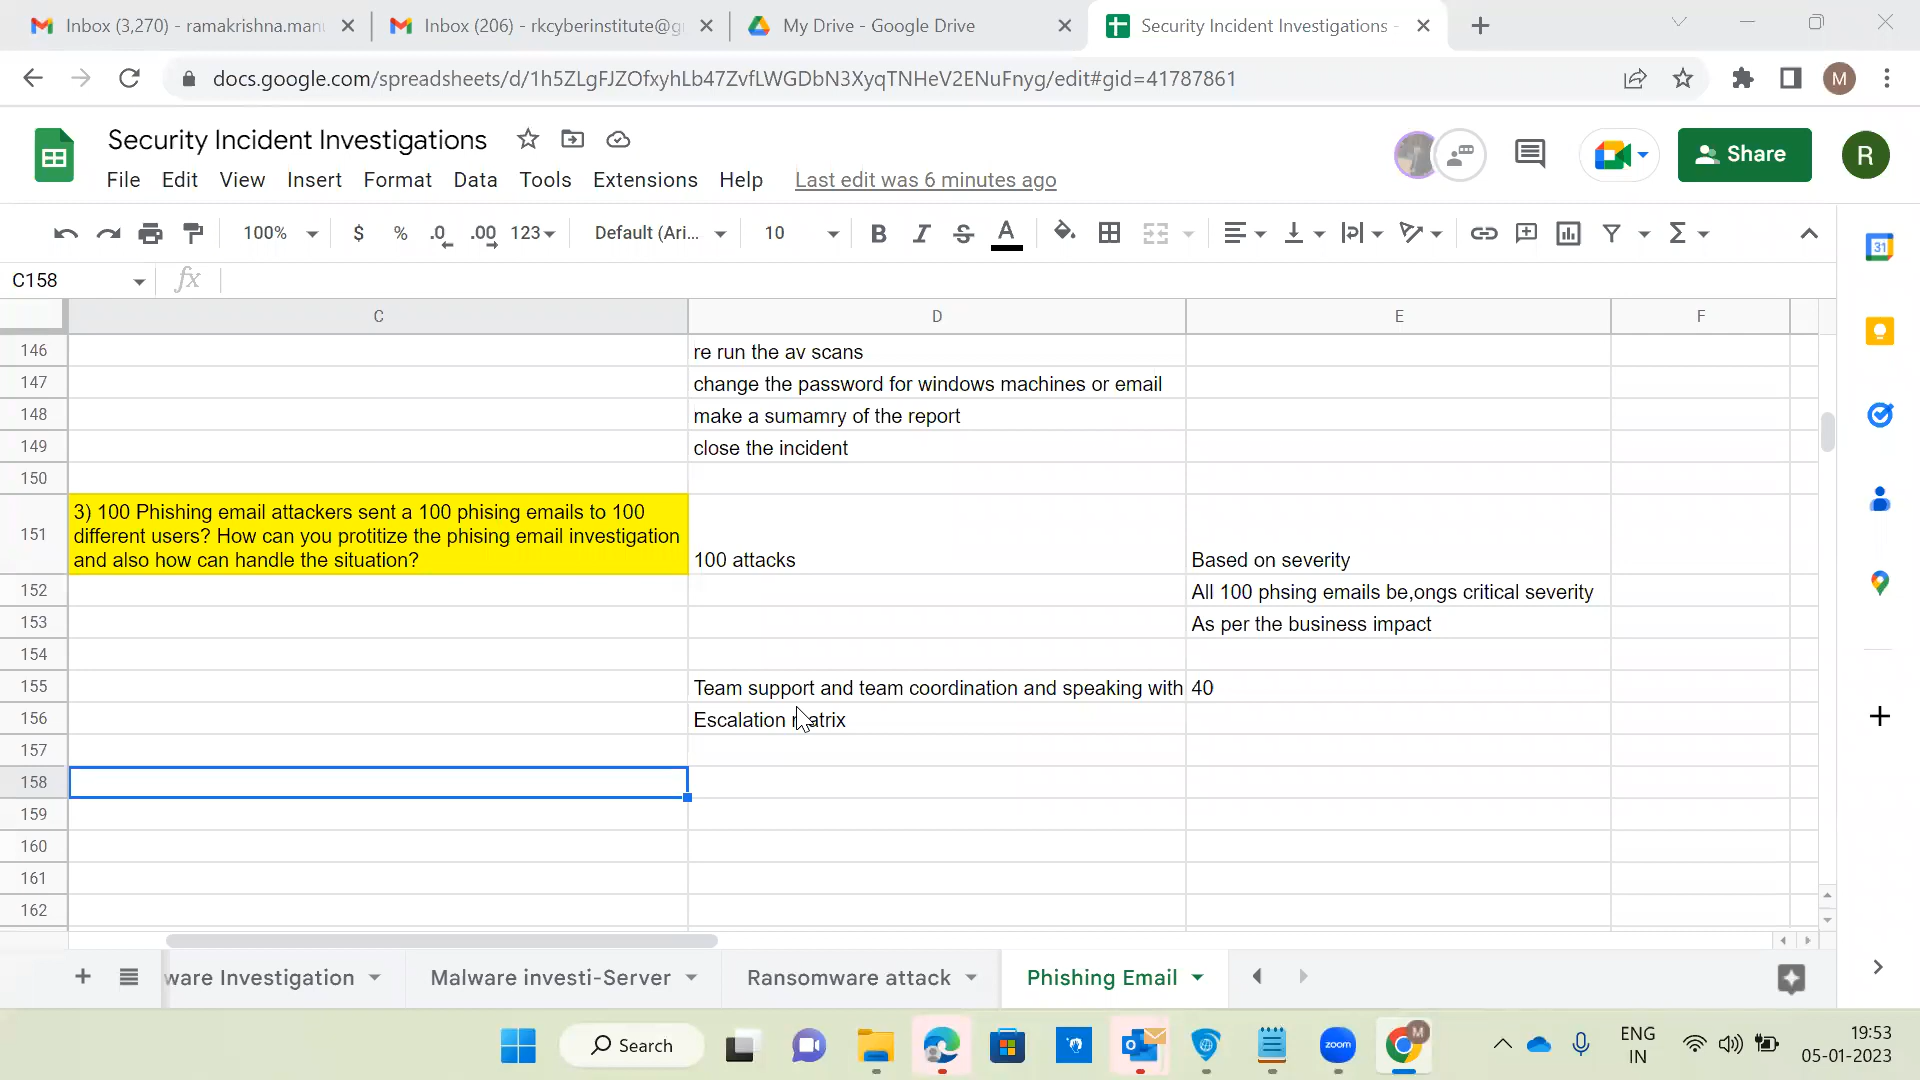 Inbox (3,270) - ramakrishna.man
Inbox (206) - rkcyberinstitute@g
My Drive - Google Drive
Security Incident Investigations -
docs.google.com/spreadsheets/d/1h5ZLgFJZOfxyhLb47ZvfLWGDbN3XyqTNHeV2ENuFnyg/edit#gid=41787861
M
Security Incident Investigations
Share
R
File Edit View Insert Format Data Tools Extensions Help Last edit was 6 minutes ago
100% $ % .0 .00 123 Default (Ari... 10 B I S A
31
C158 fx
C D E F
146 re run the av scans
147 change the password for windows machines or email
148 make a sumamry of the report
149 close the incident
150
3) 100 Phishing email attackers sent a 100 phising emails to 100
151 different users? How can you protitize the phising email investigation
and also how can handle the situation? 100 attacks Based on severity
152 All 100 phsing emails be,ongs critical severity
153 As per the business impact
154
155 Team support and team coordination and speaking with 40
156 Escalation matrix
157
158
159
160
161
162
ware Investigation Malware investi-Server Ransomware attack Phishing Email
Search
zoom
M
ENG
IN
19:53
05-01-2023